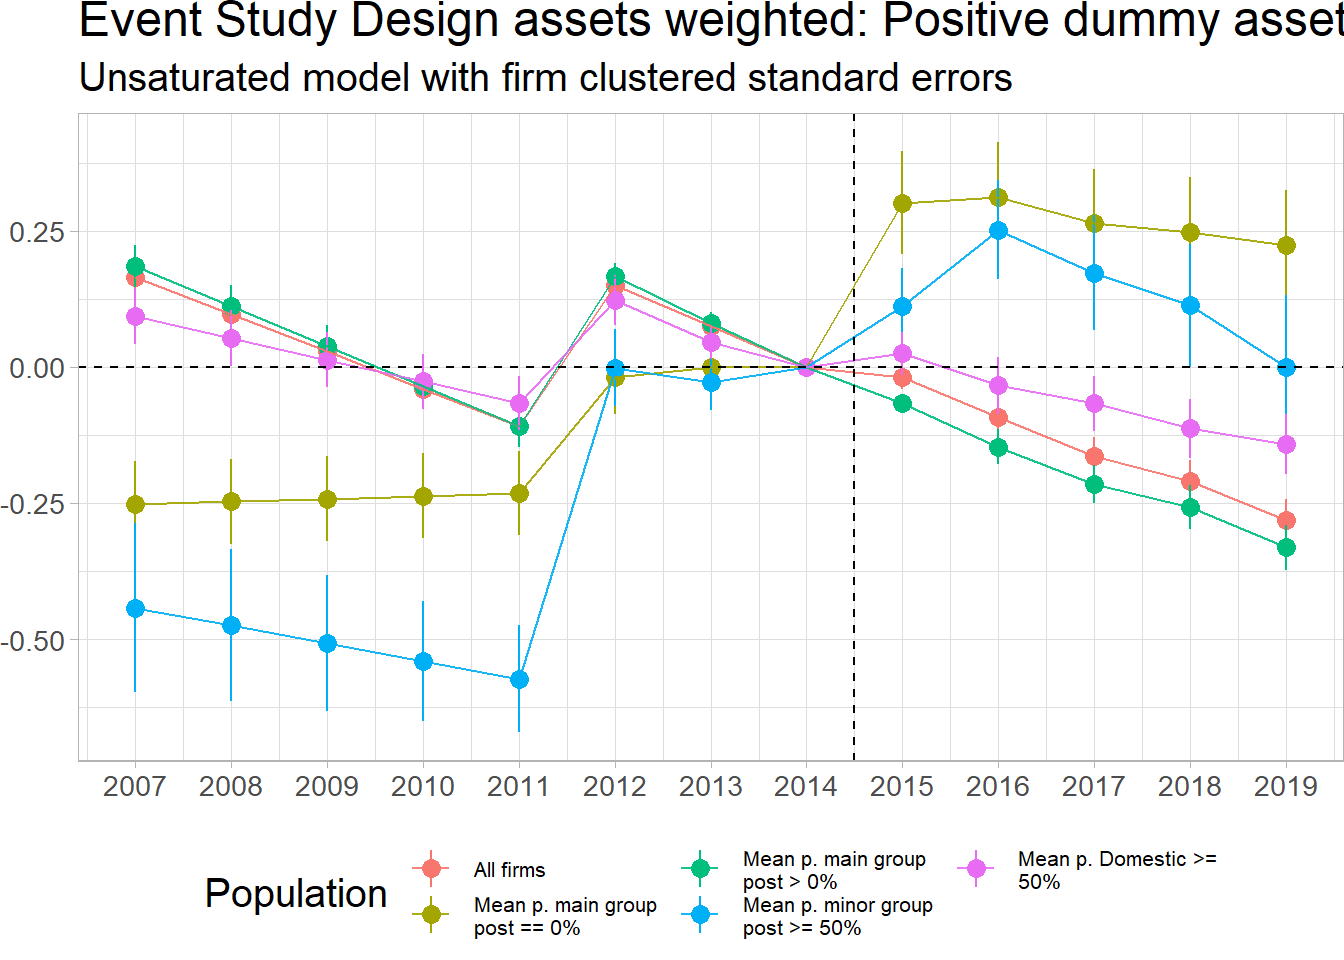 Event Study Design assets weighted: Positive dummy asset
Unsaturated model with firm clustered standard errors
0.25
0.00
-0.25
-0.50
2007 2008 2009 2010 2011 2012 2013 2014 2015 2016 2017 2018 2019
Population
All firms
Mean p. main group
post == 0%
Mean p. main group
post > 0%
Mean p. minor group
post >= 50%
Mean p. Domestic >=
50%